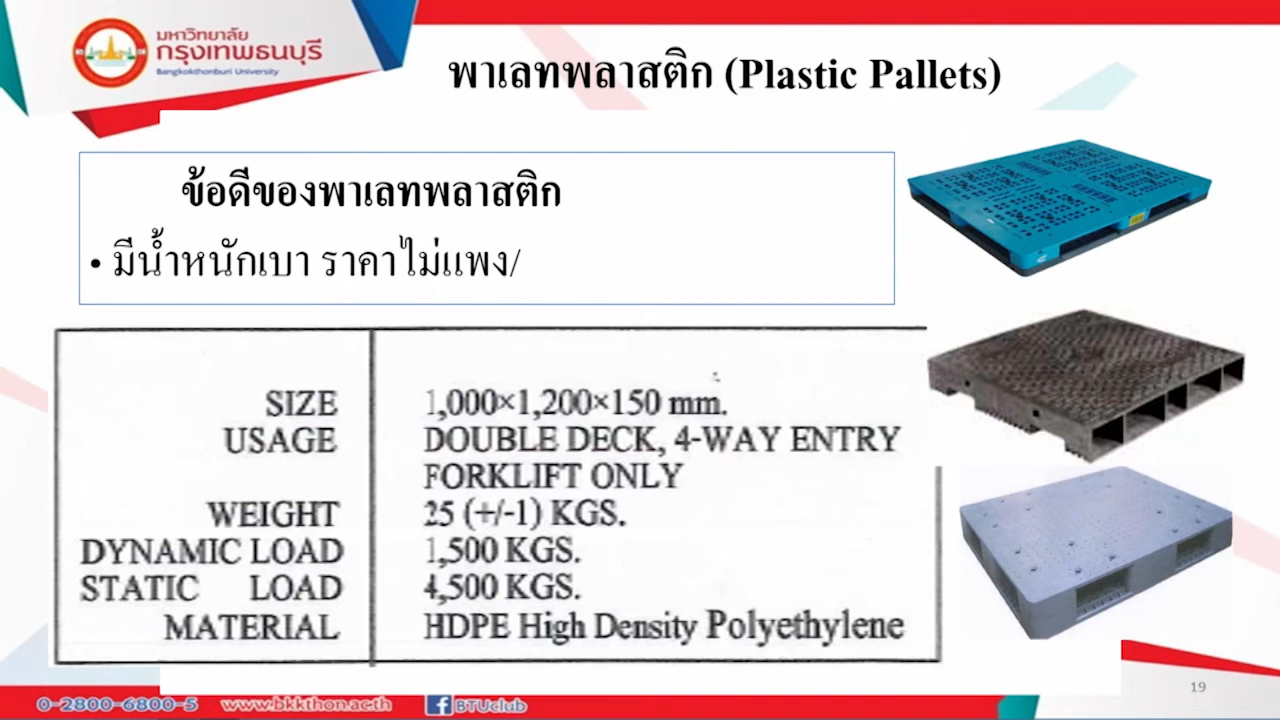 มหาวิทยาลัย
กรุงเทพธนบุรี
Bangkokthonburi University
พาเลทพลาสติก (Plastic Pallets)
ข้อดีของพาเลทพลาสติก
• มีน้ำหนักเบา ราคาไม่แพง/
SIZE 1,000×1,200×150 mm.
USAGE DOUBLE DECK, 4-WAY ENTRY
FORKLIFT ONLY
WEIGHT 25 (+/-1) KGS.
DYNAMIC LOAD 1,500 KGS.
STATIC LOAD 4,500 KGS.
MATERIAL HDPE High Density Polyethylene
19
0-2800-6800-5 www.bkkthon.ac.th BTUclub